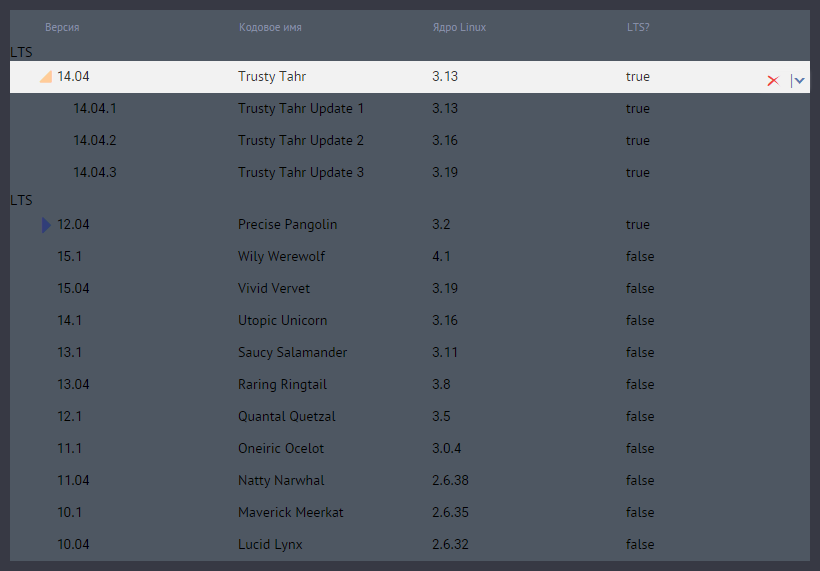 Версия Кодовое имя Ядро Linux LTS?
LTS
14.04 Trusty Tahr 3.13 true
14.04.1 Trusty Tahr Update 1 3.13 true
14.04.2 Trusty Tahr Update 2 3.16 true
14.04.3 Trusty Tahr Update 3 3.19 true
LTS
12.04 Precise Pangolin 3.2 true
15.1 Wily Werewolf 4.1 false
15.04 Vivid Vervet 3.19 false
14.1 Utopic Unicorn 3.16 false
13.1 Saucy Salamander 3.11 false
13.04 Raring Ringtail 3.8 false
12.1 Quantal Quetzal 3.5 false
11.1 Oneiric Ocelot 3.0.4 false
11.04 Natty Narwhal 2.6.38 false
10.1 Maverick Meerkat 2.6.35 false
10.04 Lucid Lynx 2.6.32 false